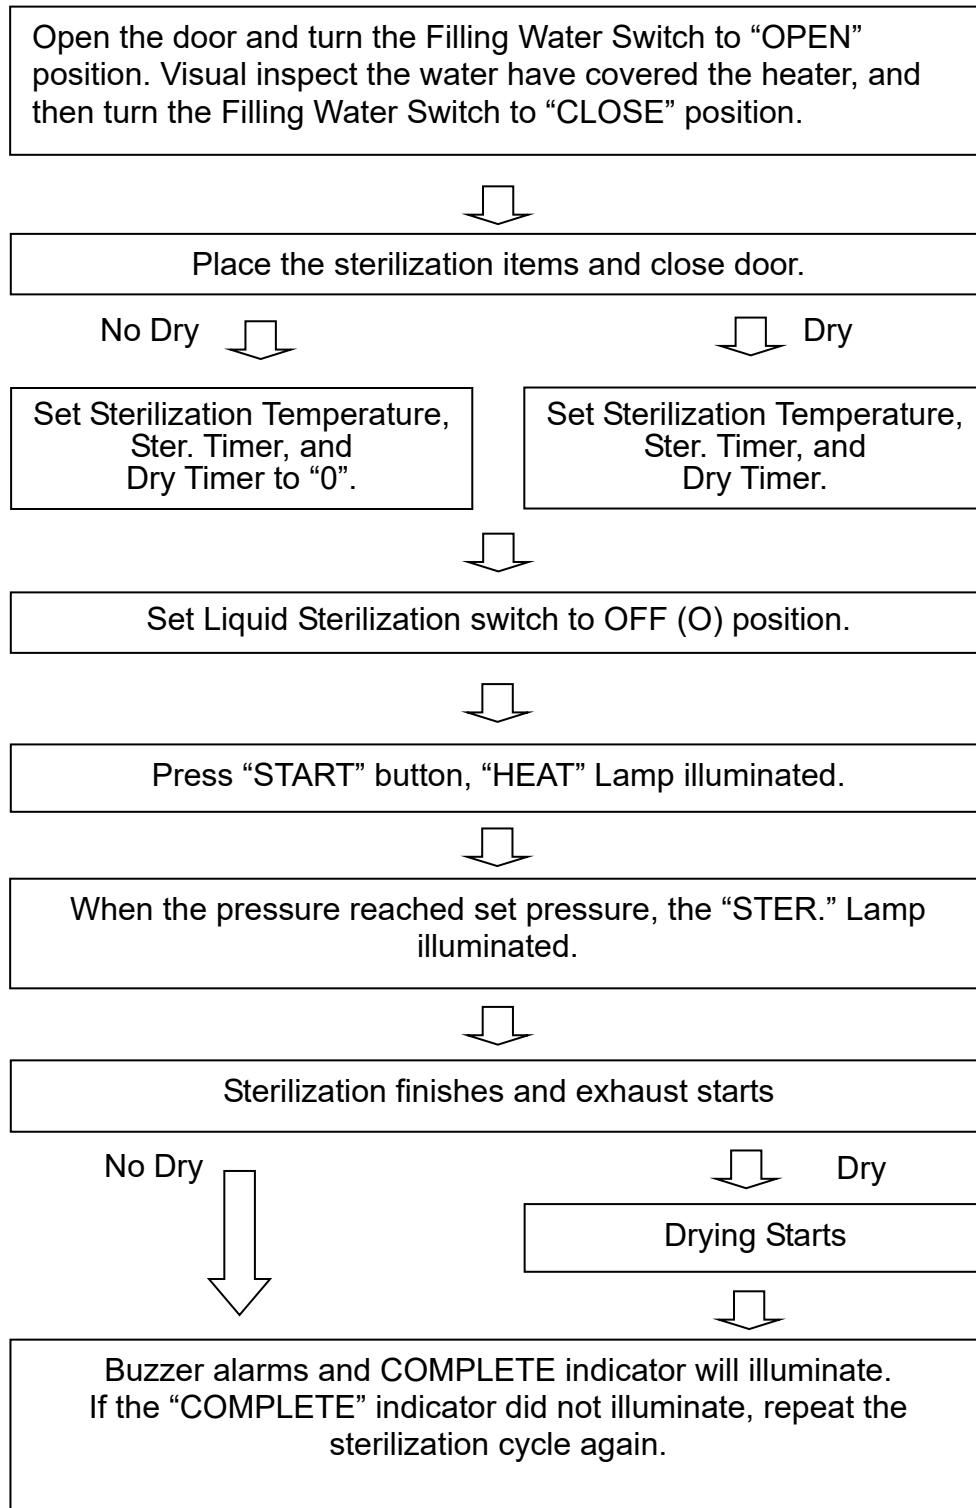 Open the door and turn the Filling Water Switch to “OPEN”
position. Visual inspect the water have covered the heater, and
then turn the Filling Water Switch to “CLOSE” position.
Place the sterilization items and close door.
No Dry
Dry
Set Sterilization Temperature,
Ster. Timer, and
Dry Timer to “0”.
Set Sterilization Temperature,
Ster. Timer, and
Dry Timer.
Set Liquid Sterilization switch to OFF (O) position.
Press “START” button, “HEAT” Lamp illuminated.
When the pressure reached set pressure, the “STER.” Lamp
illuminated.
Sterilization finishes and exhaust starts
No Dry
Dry
Drying Starts
Buzzer alarms and COMPLETE indicator will illuminate.
If the “COMPLETE” indicator did not illuminate, repeat the
sterilization cycle again.